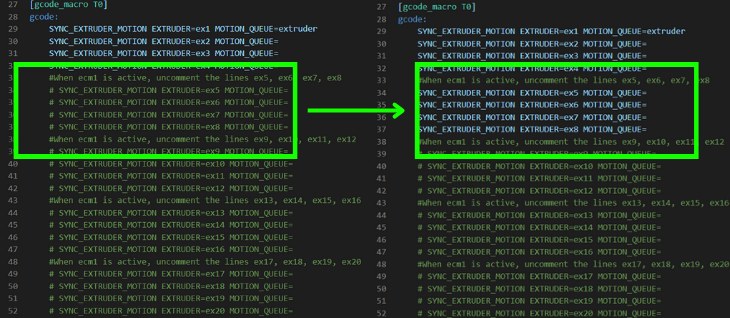 27 [gcode_macro T0]
28 gcode:
29 SYNC_EXTRUDER_MOTION EXTRUDER=ex1 MOTION_QUEUE=extruder
30 SYNC_EXTRUDER_MOTION EXTRUDER=ex2 MOTION_QUEUE=
31 SYNC_EXTRUDER_MOTION EXTRUDER=ex3 MOTION_QUEUE=
#When ecm1 is active, uncomment the lines ex5, ex6, ex7, ex8
# SYNC_EXTRUDER_MOTION EXTRUDER=ex5 MOTION_QUEUE=
# SYNC_EXTRUDER_MOTION EXTRUDER=ex6 MOTION_QUEUE=
# SYNC_EXTRUDER_MOTION EXTRUDER=ex7 MOTION_QUEUE=
# SYNC_EXTRUDER_MOTION EXTRUDER=ex8 MOTION_QUEUE=
#When ecm1 is active, uncomment the lines ex9, ex10, ex11, ex12
# SYNC_EXTRUDER_MOTION EXTRUDER=ex9 MOTION_QUEUE=
40 # SYNC_EXTRUDER_MOTION EXTRUDER=ex10 MOTION_QUEUE=
41 # SYNC_EXTRUDER_MOTION EXTRUDER=ex11 MOTION_QUEUE=
42 # SYNC_EXTRUDER_MOTION EXTRUDER=ex12 MOTION_QUEUE=
43 #When ecm1 is active, uncomment the lines ex13, ex14, ex15, ex16
44 # SYNC_EXTRUDER_MOTION EXTRUDER=ex13 MOTION_QUEUE=
45 # SYNC_EXTRUDER_MOTION EXTRUDER=ex14 MOTION_QUEUE=
46 # SYNC_EXTRUDER_MOTION EXTRUDER=ex15 MOTION_QUEUE=
47 # SYNC_EXTRUDER_MOTION EXTRUDER=ex16 MOTION_QUEUE=
48 #When ecm1 is active, uncomment the lines ex17, ex18, ex19, ex20
49 # SYNC_EXTRUDER_MOTION EXTRUDER=ex17 MOTION_QUEUE=
50 # SYNC_EXTRUDER_MOTION EXTRUDER=ex18 MOTION_QUEUE=
51 # SYNC_EXTRUDER_MOTION EXTRUDER=ex19 MOTION_QUEUE=
52 # SYNC_EXTRUDER_MOTION EXTRUDER=ex20 MOTION_QUEUE=
27 [gcode_macro T0]
28 gcode:
29 SYNC_EXTRUDER_MOTION EXTRUDER=ex1 MOTION_QUEUE=extruder
30 SYNC_EXTRUDER_MOTION EXTRUDER=ex2 MOTION_QUEUE=
31 SYNC_EXTRUDER_MOTION EXTRUDER=ex3 MOTION_QUEUE=
32 SYNC_EXTRUDER_MOTION EXTRUDER=ex4 MOTION_QUEUE=
33 #When ecm1 is active, uncomment the lines ex5, ex6, ex7, ex8
34 SYNC_EXTRUDER_MOTION EXTRUDER=ex5 MOTION_QUEUE=
35 SYNC_EXTRUDER_MOTION EXTRUDER=ex6 MOTION_QUEUE=
36 SYNC_EXTRUDER_MOTION EXTRUDER=ex7 MOTION_QUEUE=
37 SYNC_EXTRUDER_MOTION EXTRUDER=ex8 MOTION_QUEUE=
38 #When ecm1 is active, uncomment the lines ex9, ex10, ex11, ex12
39 # SYNC_EXTRUDER_MOTION EXTRUDER=ex9 MOTION_QUEUE=
40 # SYNC_EXTRUDER_MOTION EXTRUDER=ex10 MOTION_QUEUE=
41 # SYNC_EXTRUDER_MOTION EXTRUDER=ex11 MOTION_QUEUE=
42 # SYNC_EXTRUDER_MOTION EXTRUDER=ex12 MOTION_QUEUE=
43 #When ecm1 is active, uncomment the lines ex13, ex14, ex15, ex16
44 # SYNC_EXTRUDER_MOTION EXTRUDER=ex13 MOTION_QUEUE=
45 # SYNC_EXTRUDER_MOTION EXTRUDER=ex14 MOTION_QUEUE=
46 # SYNC_EXTRUDER_MOTION EXTRUDER=ex15 MOTION_QUEUE=
47 # SYNC_EXTRUDER_MOTION EXTRUDER=ex16 MOTION_QUEUE=
48 #When ecm1 is active, uncomment the lines ex17, ex18, ex19, ex20
49 # SYNC_EXTRUDER_MOTION EXTRUDER=ex17 MOTION_QUEUE=
50 # SYNC_EXTRUDER_MOTION EXTRUDER=ex18 MOTION_QUEUE=
51 # SYNC_EXTRUDER_MOTION EXTRUDER=ex19 MOTION_QUEUE=
52 # SYNC_EXTRUDER_MOTION EXTRUDER=ex20 MOTION_QUEUE=